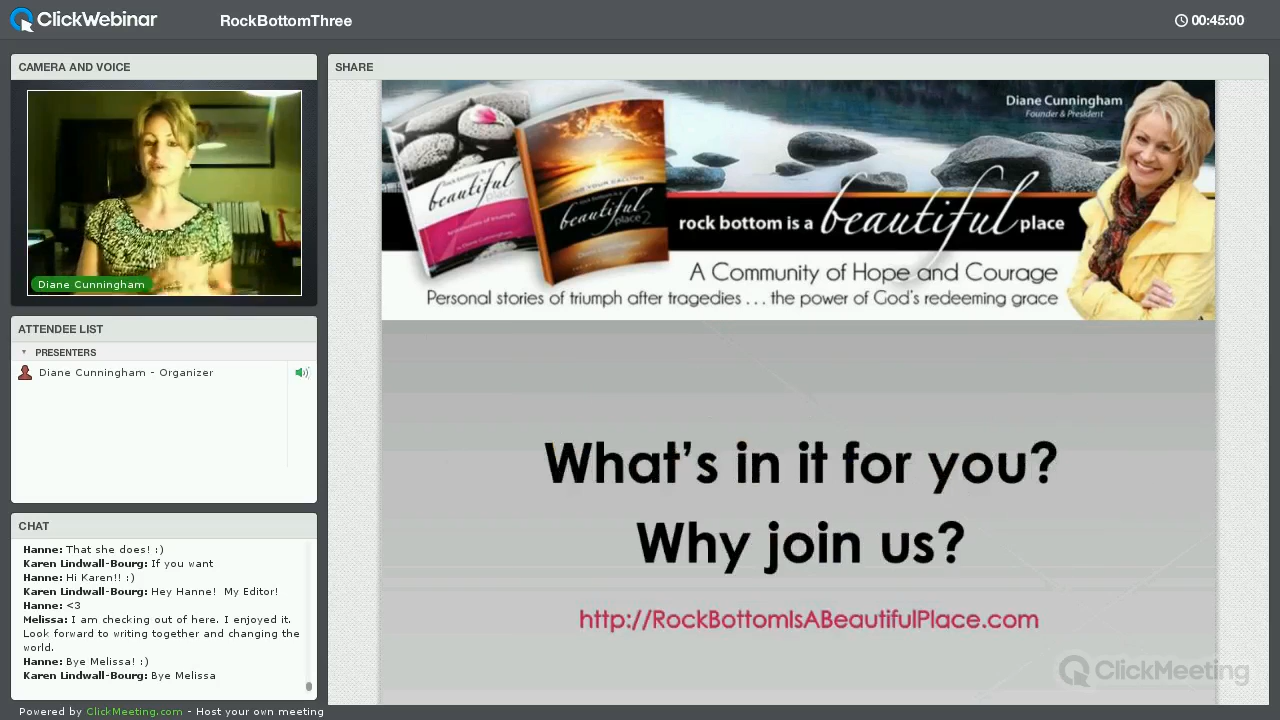 ClickWebinar
RockBottomThree
00:45:00
CAMERA AND VOICE
Diane Cunningham
ATTENDEE LIST
PRESENTERS
Diane Cunningham - Organizer
CHAT
Hanne: That she does! :)
Karen Lindwall-Bourg: If you want
Hanne: Hi Karen!! :)
Karen Lindwall-Bourg: Hey Hanne!  My Editor!
Hanne: <3
Melissa: I am checking out of here. I enjoyed it.
Look forward to writing together and changing the
world.
Hanne: Bye Melissa! :)
Karen Lindwall-Bourg: Bye Melissa
Powered by ClickMeeting.com - Host your own meeting
SHARE
Diane Cunningham
Founder & President
beautiful
beautiful
place 2
rock bottom is a beautiful place
A Community of Hope and Courage
Personal stories of triumph after tragedies . . . the power of God's redeeming grace
What's in it for you?
Why join us?
http://RockBottomIsABeautifulPlace.com
ClickMeeting